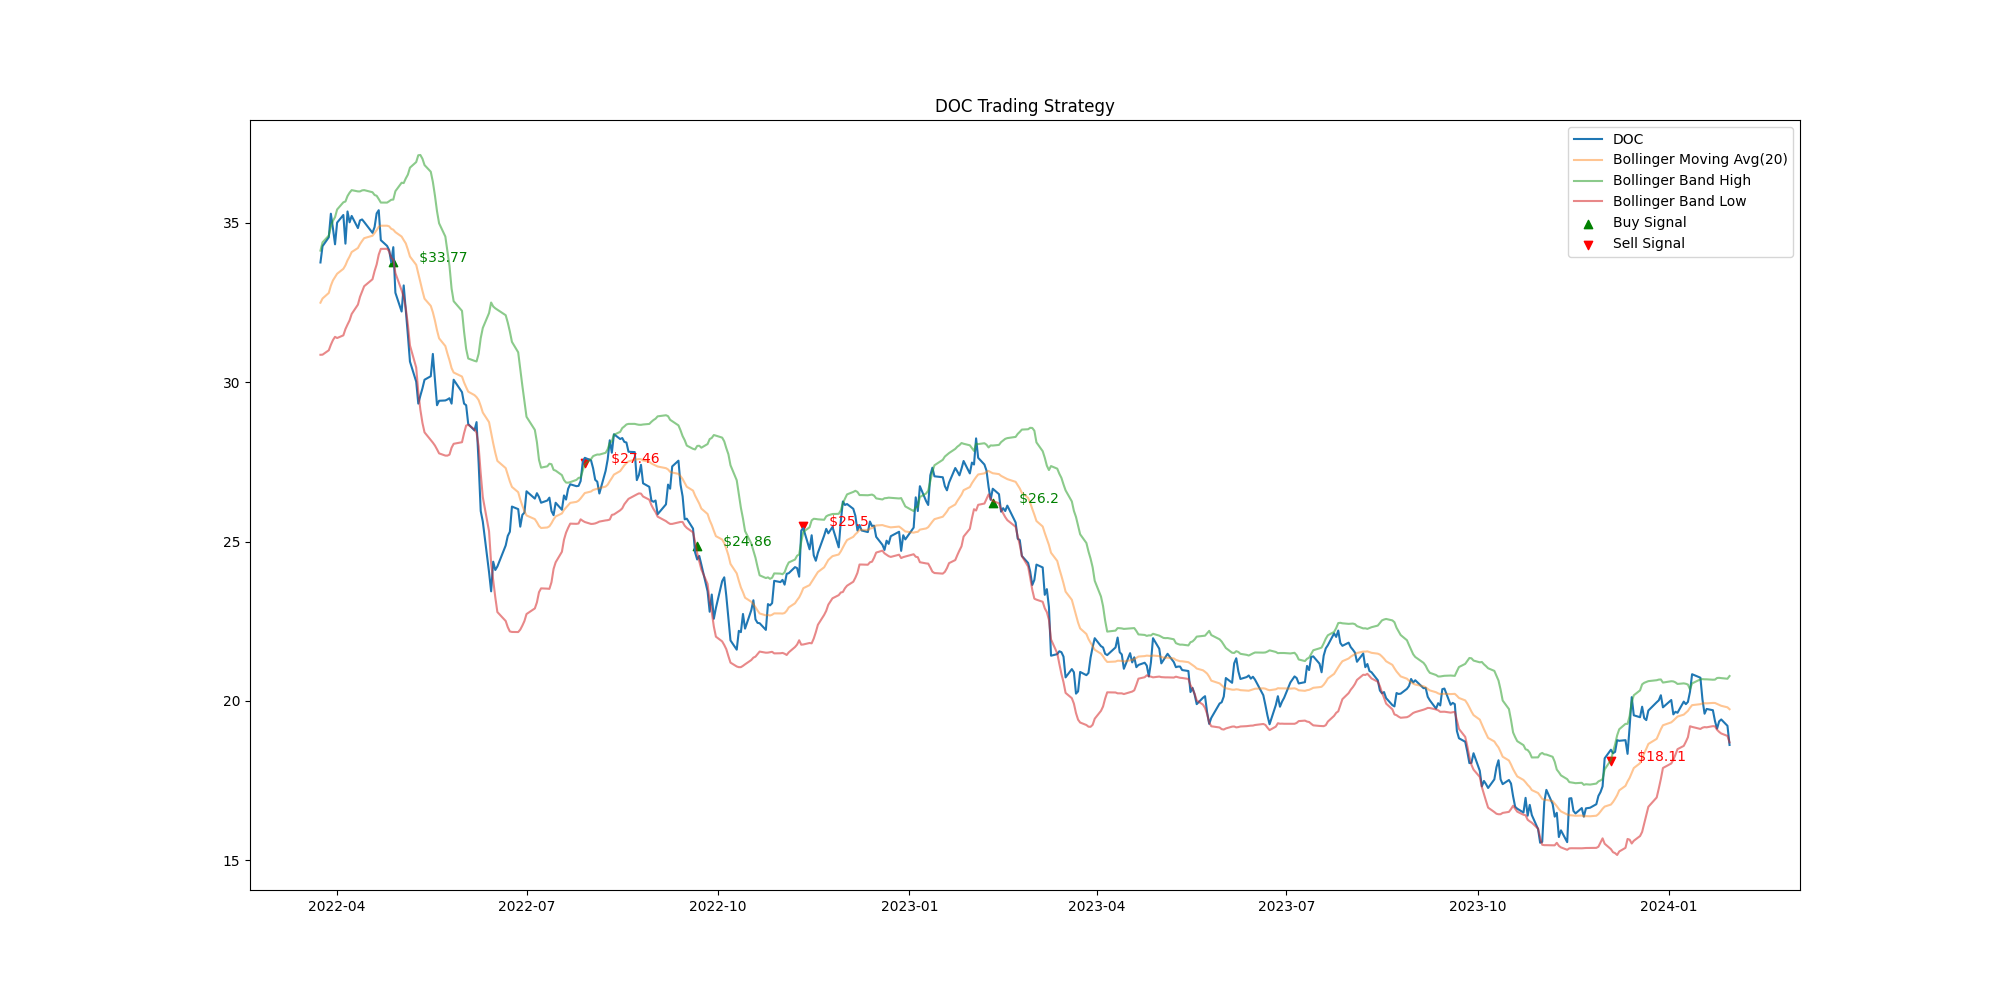 DOC Trading Strategy
DOC
Bollinger Moving Avg(20)
Bollinger Band High
Bollinger Band Low
Buy Signal
Sell Signal
35
30
25
20
15
$33.77
$27.46
$24.86
$25.5
$26.2
$18.11
2022-04
2022-07
2022-10
2023-01
2023-04
2023-07
2023-10
2024-01